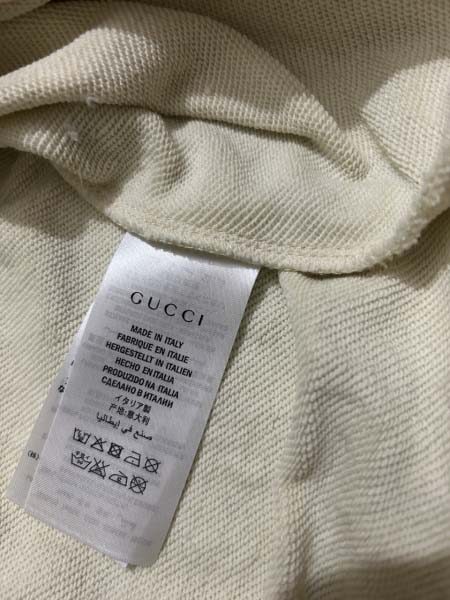 GUCCI
MADE IN ITALY
FABRIQUE EN ITALIE
HERGESTELLT IN ITALIEN
HECHO EN ITALIA
PRODUZIDO NA ITALIA
СДЕЛАНО В ИТАЛИИ
イタリア製
产地:意大利
صنع في إيطاليا